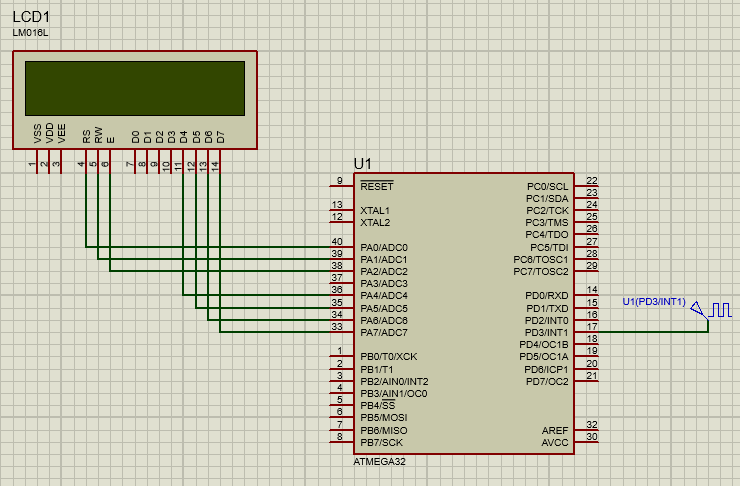 LCD1
LM016L
VSS
VDD
VEE
RS
RW
E
D0
D1
D2
D3
D4
D5
D6
D7
1
2
3
4
5
6
7
8
9
10
11
12
13
14
U1
9 RESET
13 XTAL1
12 XTAL2
40 PA0/ADC0
39 PA1/ADC1
38 PA2/ADC2
37 PA3/ADC3
36 PA4/ADC4
35 PA5/ADC5
34 PA6/ADC6
33 PA7/ADC7
1 PB0/T0/XCK
2 PB1/T1
3 PB2/AIN0/INT2
4 PB3/AIN1/OC0
5 PB4/SS
6 PB5/MOSI
7 PB6/MISO
8 PB7/SCK
PC0/SCL 22
PC1/SDA 23
PC2/TCK 24
PC3/TMS 25
PC4/TDO 26
PC5/TDI 27
PC6/TOSC1 28
PC7/TOSC2 29
PD0/RXD 14
PD1/TXD 15
PD2/INT0 16
PD3/INT1 17
PD4/OC1B 18
PD5/OC1A 19
PD6/ICP1 20
PD7/OC2 21
AREF 32
AVCC 30
ATMEGA32
U1(PD3/INT1)